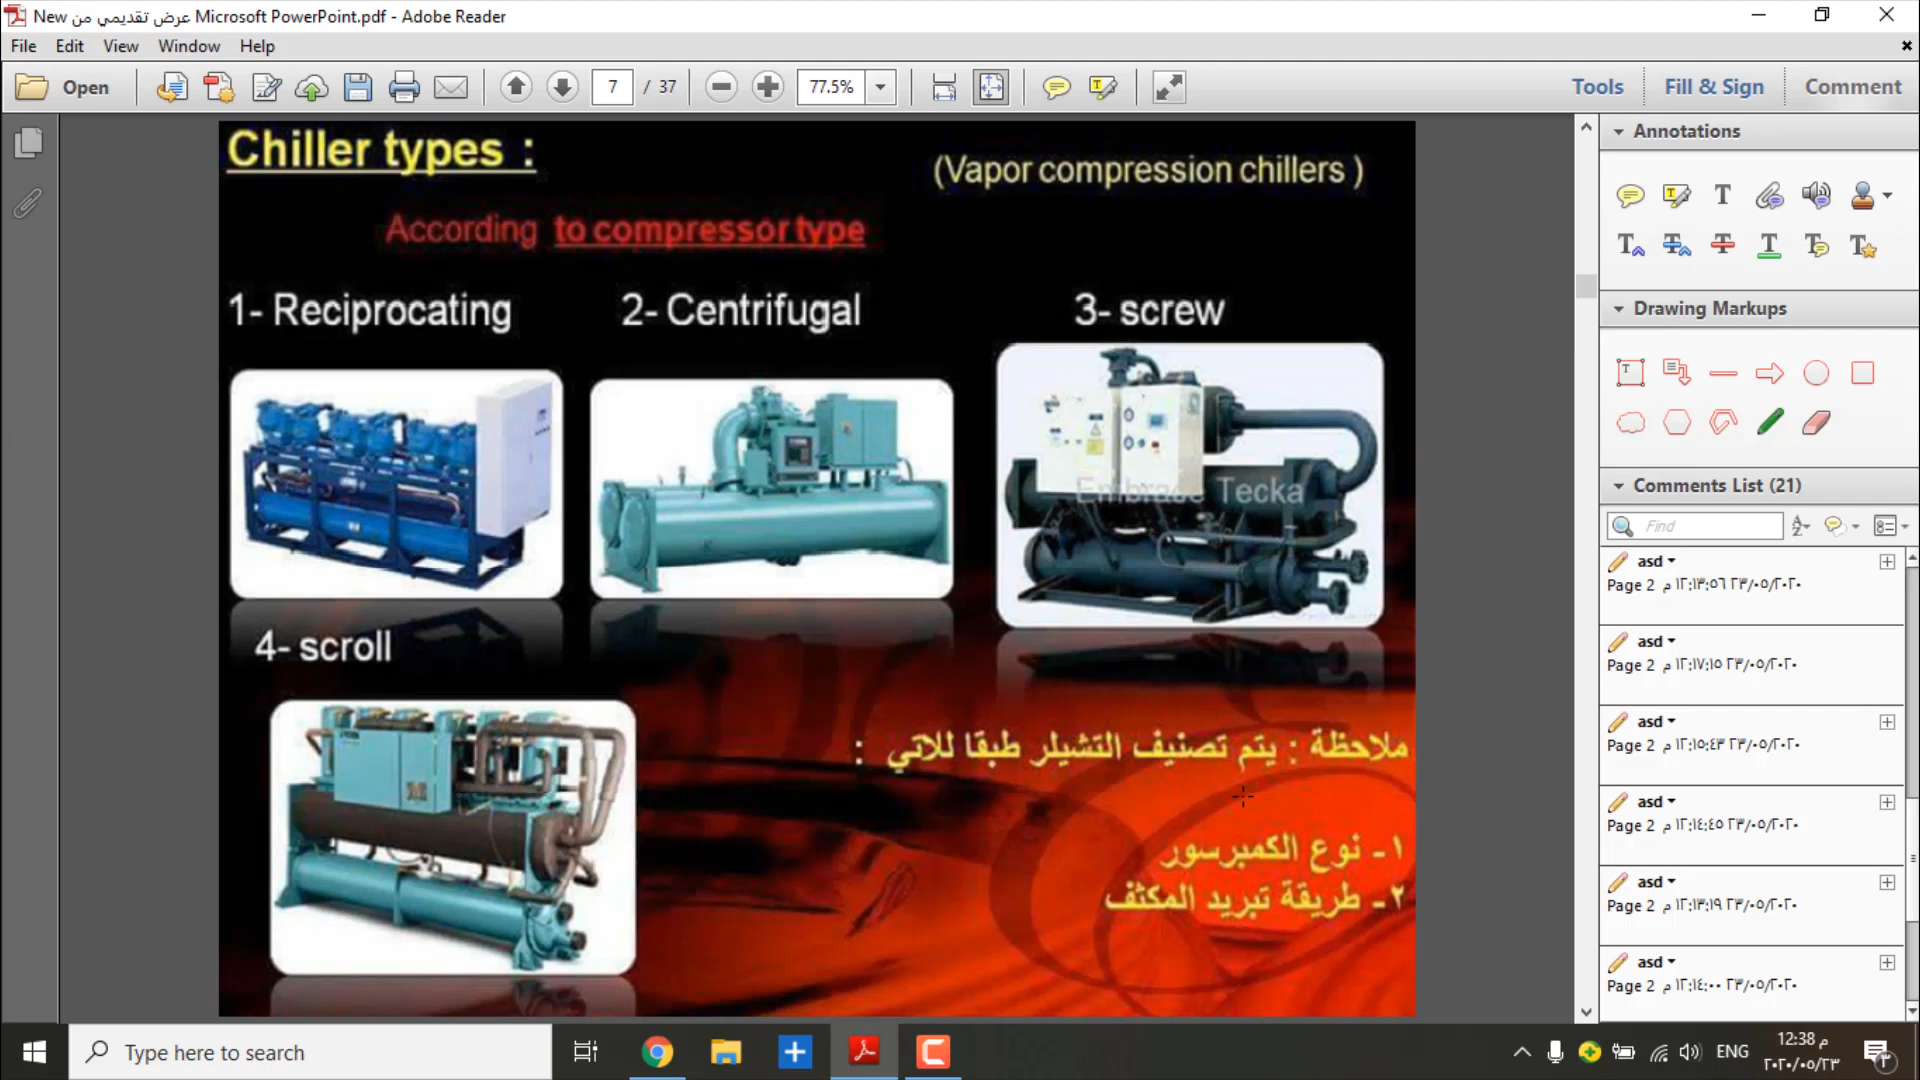 New عرض تقديمي من Microsoft PowerPoint.pdf - Adobe Reader
File Edit View Window Help
Open 7 / 37 77.5% Tools Fill & Sign Comment
Chiller types :
(Vapor compression chillers )
According to compressor type
1- Reciprocating
2- Centrifugal
3- screw
Embrace Tecka
4- scroll
ملاحظة : يتم تصنيف التشيلر طبقا للاتي :
١- نوع الكمبرسور
٢- طريقة تبريد المكثف
Annotations
Drawing Markups
Comments List (21)
Find
asd
Page 2 ٢٣/٠٥/٢٠٢٠ ١٢:١٣:٥٦ م
asd
Page 2 ٢٣/٠٥/٢٠٢٠ ١٢:١٧:١٥ م
asd
Page 2 ٢٣/٠٥/٢٠٢٠ ١٢:١٥:٤٣ م
asd
Page 2 ٢٣/٠٥/٢٠٢٠ ١٢:١٤:٤٥ م
asd
Page 2 ٢٣/٠٥/٢٠٢٠ ١٢:١٣:١٩ م
asd
Page 2 ٢٣/٠٥/٢٠٢٠ ١٢:١٤:٠٠ م
Type here to search
ENG
12:38 م
٢٠٢٠/٠٥/٢٣
٣